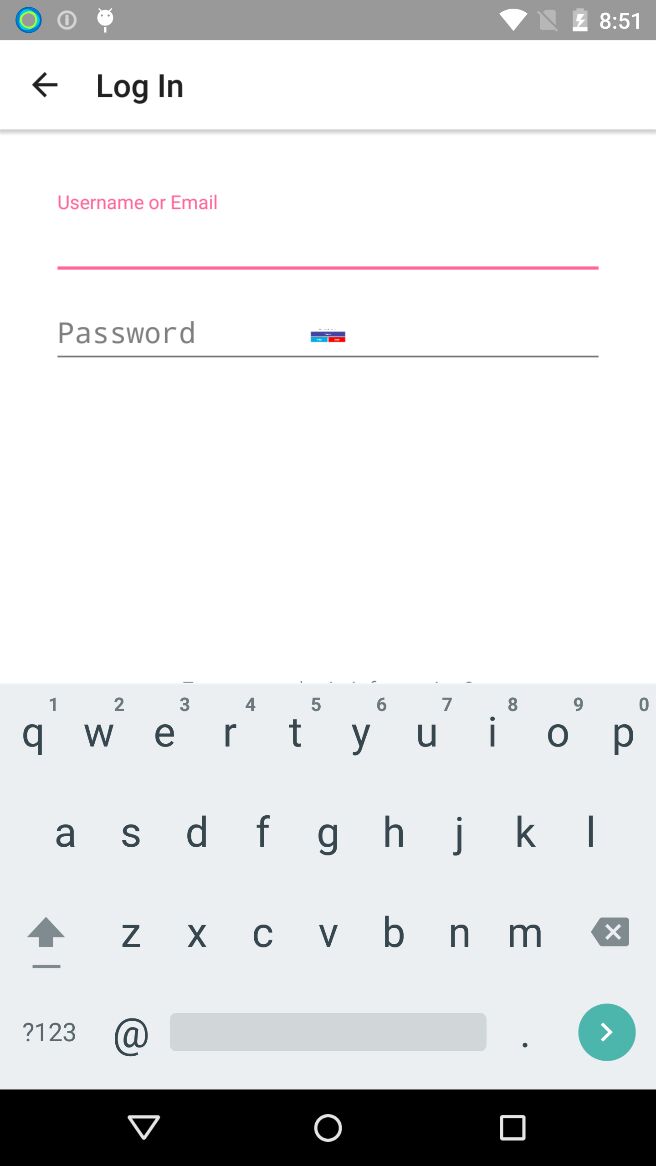 8:51
Log In
Username or Email
Password
1 2 3 4 5 6 7 8 9 0
q w e r t y u i o p
a s d f g h j k l
z x c v b n m
?123 @ .